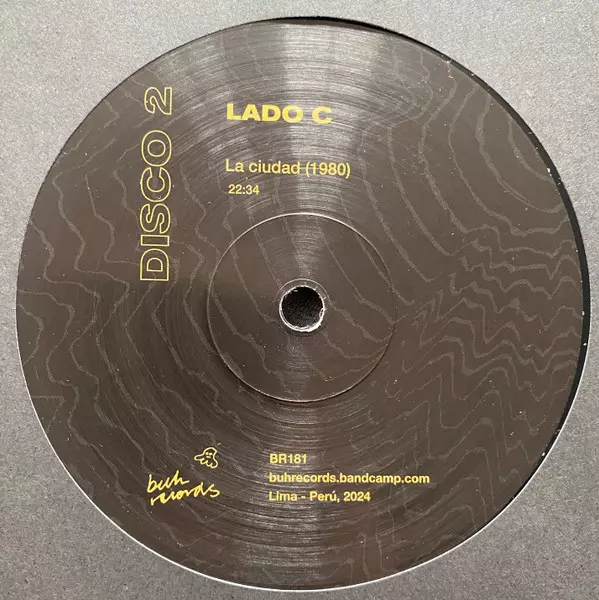 DISCO 2
LADO C
La ciudad (1980)
22:34
buh
records
BR181
buhrecords.bandcamp.com
Lima - Perú, 2024